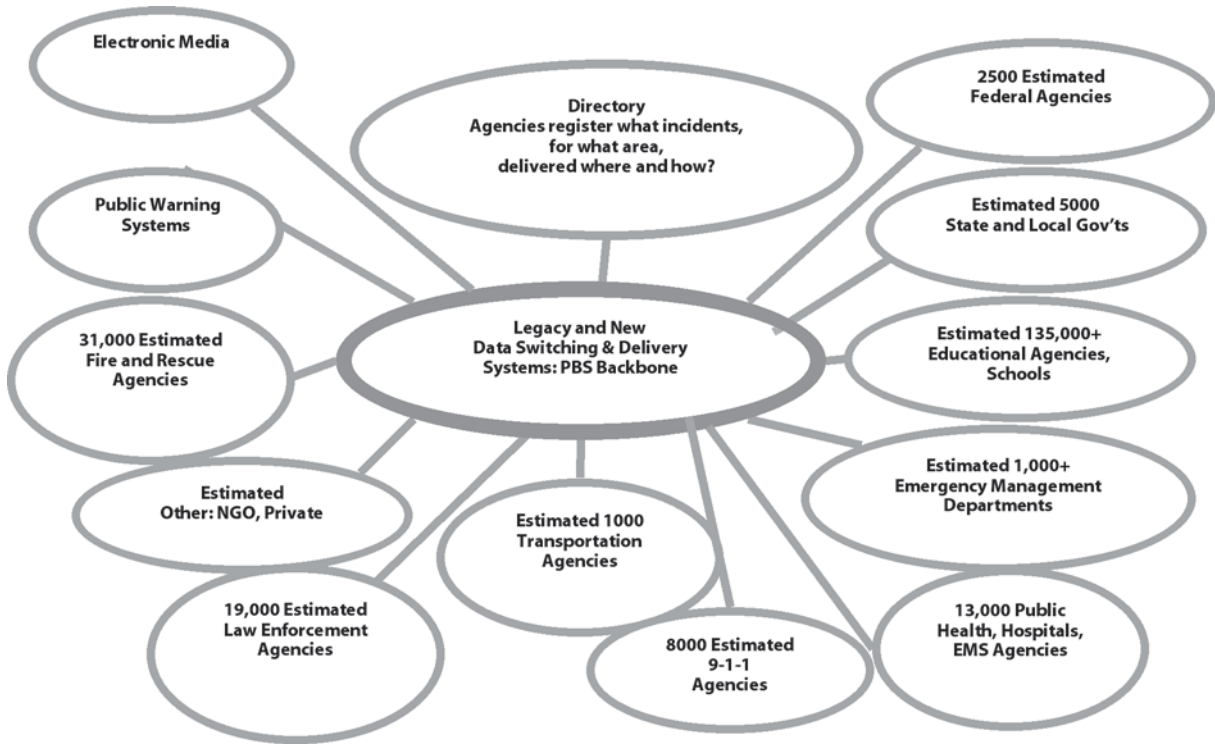 Electronic Media
Directory
Agencies register what incidents,
for what area,
delivered where and how?
2500 Estimated
Federal Agencies
Public Warning
Systems
Estimated 5000
State and Local Gov’ts
31,000 Estimated
Fire and Rescue
Agencies
Legacy and New
Data Switching & Delivery
Systems: PBS Backbone
Estimated 135,000+
Educational Agencies,
Schools
Estimated
Other: NGO, Private
Estimated 1000
Transportation
Agencies
Estimated 1,000+
Emergency Management
Departments
19,000 Estimated
Law Enforcement
Agencies
8000 Estimated
9-1-1
Agencies
13,000 Public
Health, Hospitals,
EMS Agencies